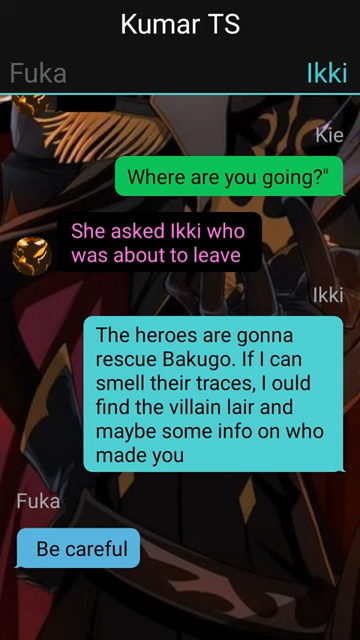 Kumar TS
Fuka
Ikki
Kie
Where are you going?"
She asked Ikki who
was about to leave
Ikki
The heroes are gonna
rescue Bakugo. If I can
smell their traces, I ould
find the villain lair and
maybe some info on who
made you
Fuka
Be careful